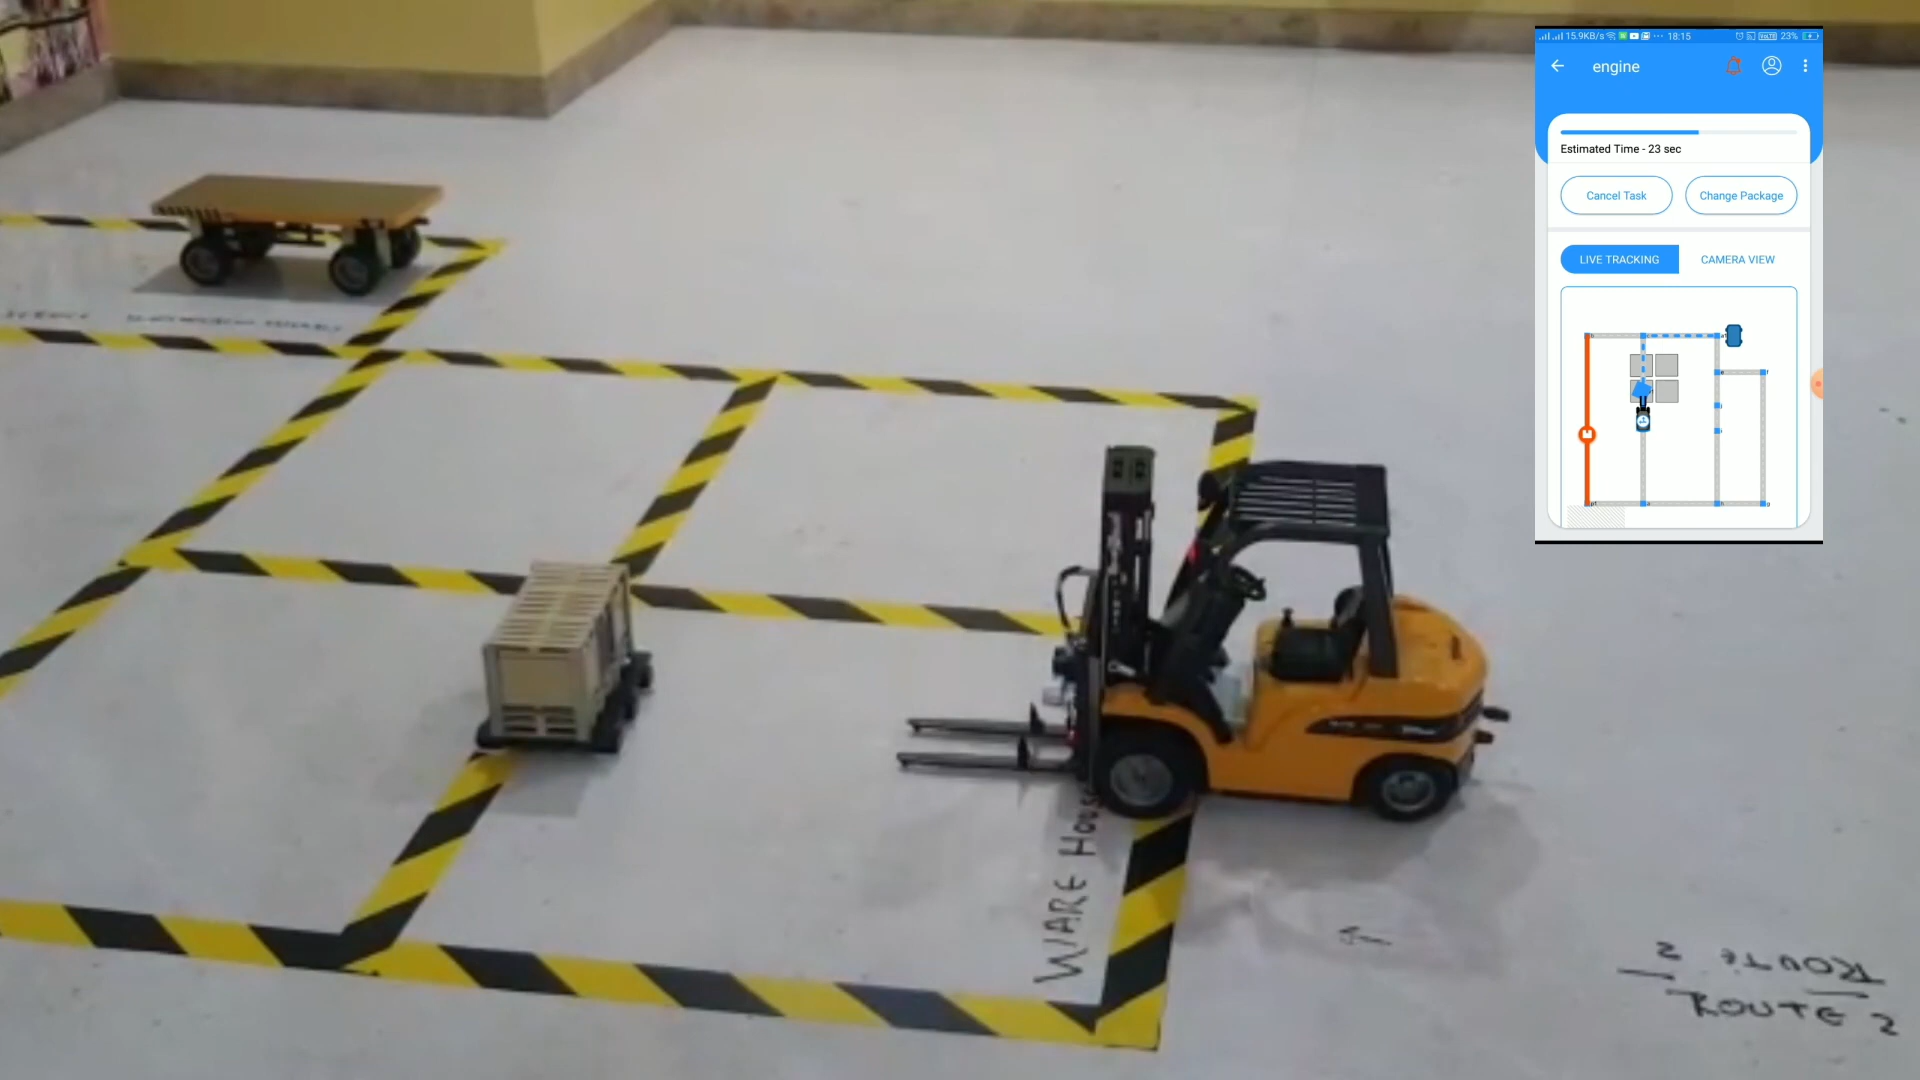 15.9KB/s 18:15 23%
engine
Estimated Time - 23 sec
Cancel Task
Change Package
LIVE TRACKING
CAMERA VIEW
WARE House
ROUTE 2
ROUTE 2